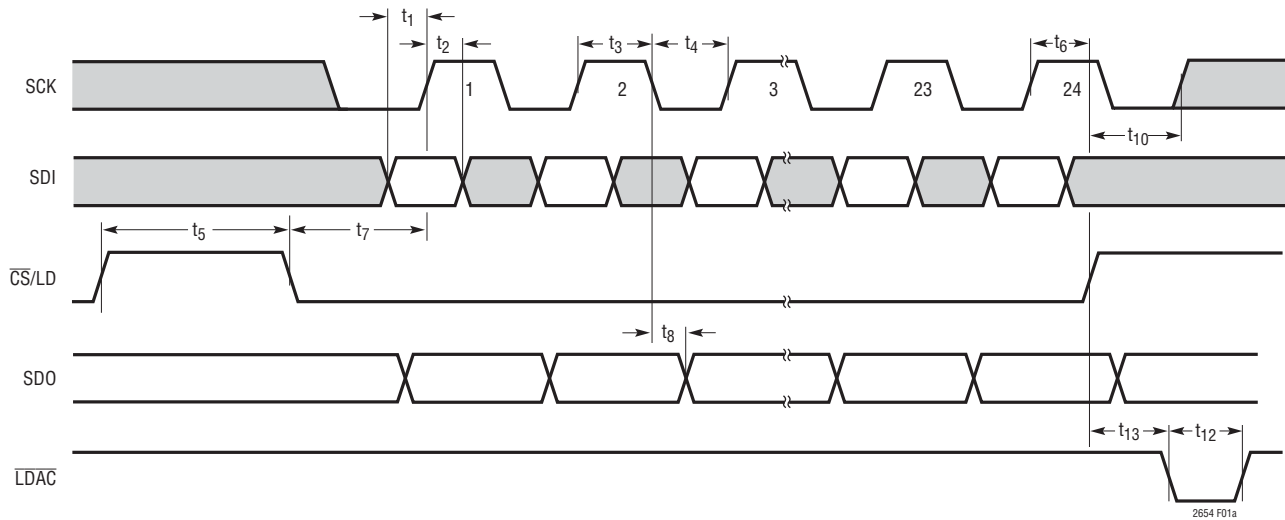 t1
t2
t3
t4
t6
SCK
1
2
3
23
24
t10
SDI
t5
t7
CS/LD
t8
SDO
t13
t12
LDAC
2654 F01a